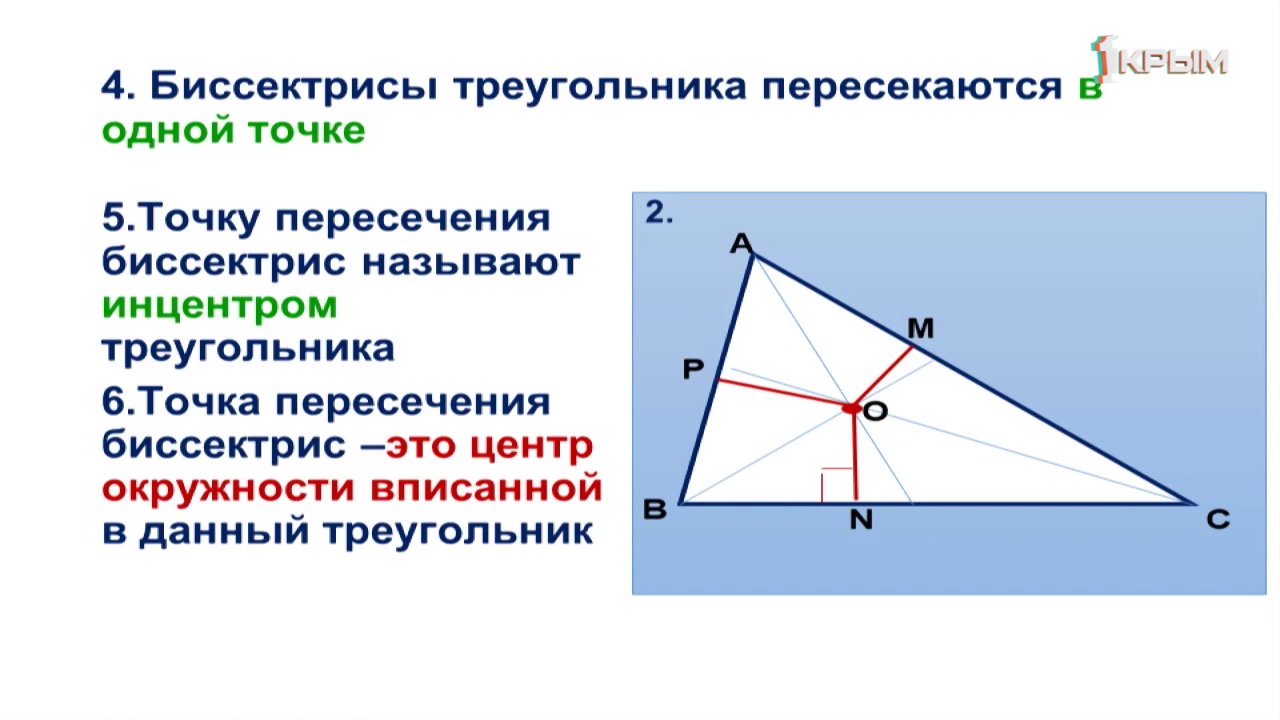 1 КРЫМ
4. Биссектрисы треугольника пересекаются в
одной точке
5.Точку пересечения
биссектрис называют
инцентром
треугольника
6.Точка пересечения
биссектрис –это центр
окружности вписанной
в данный треугольник
2.
A
M
P
O
B
N
C